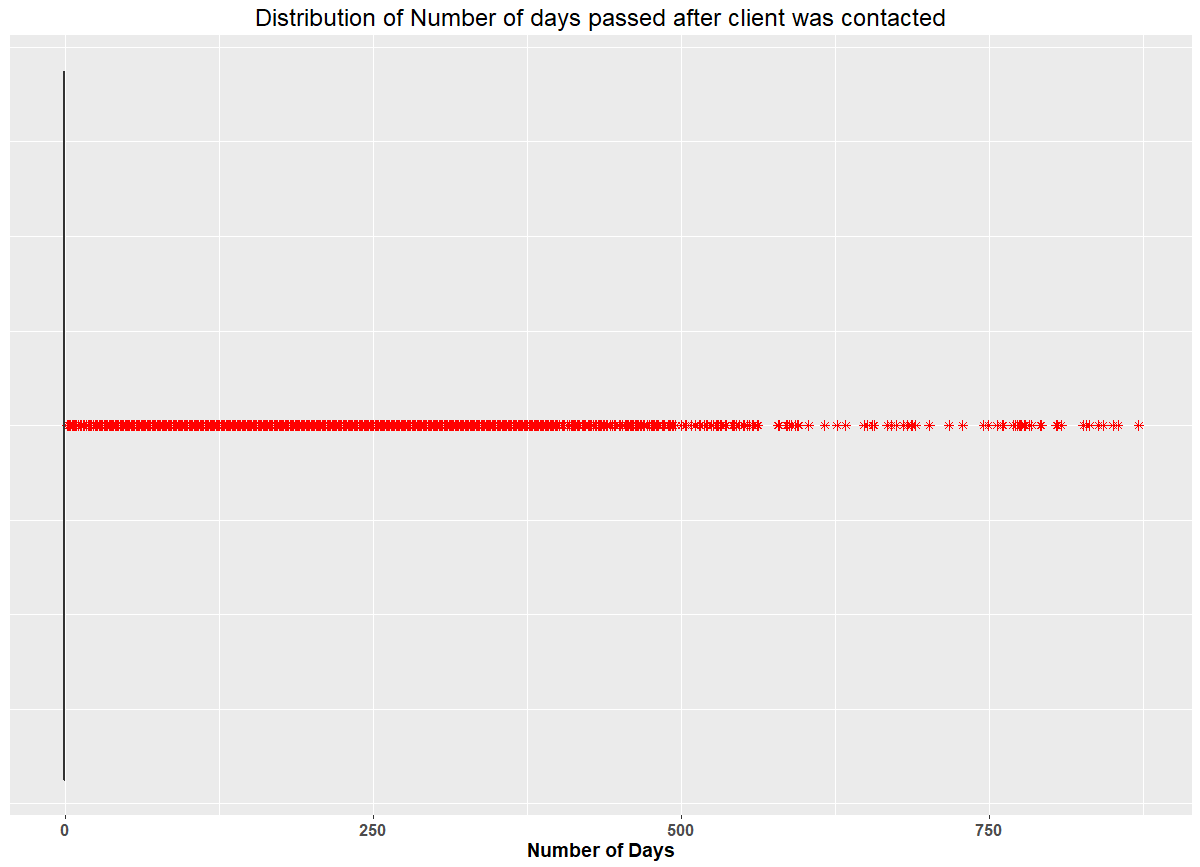 Distribution of Number of days passed after client was contacted
0 250 500 750
Number of Days